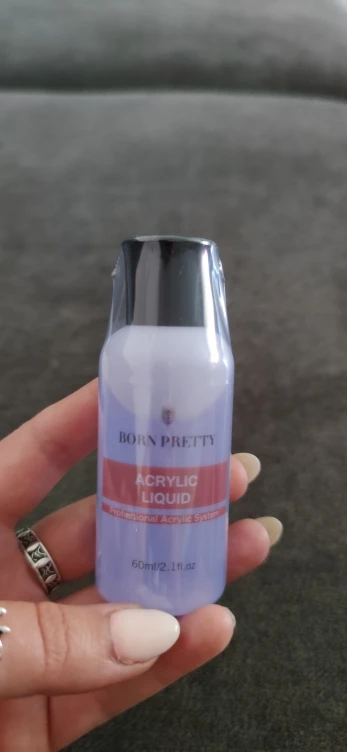 BORN PRETTY
ACRYLIC
LIQUID
Professional Acrylic System
60ml/2.1fl.oz